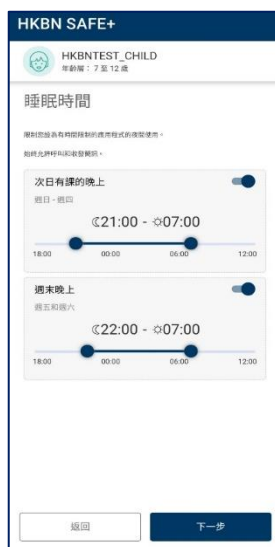 HKBN SAFE+
HKBNTEST_CHILD
年齡層：7 至 12 歲
睡眠時間
限制您設為有時間限制的應用程式的夜間使用。
始終允許呼叫和收發簡訊。
次日有課的晚上
週日 - 週四
21:00 - 07:00
18:00 00:00 06:00 12:00
週末晚上
週五和週六
22:00 - 07:00
18:00 00:00 06:00 12:00
返回 下一步